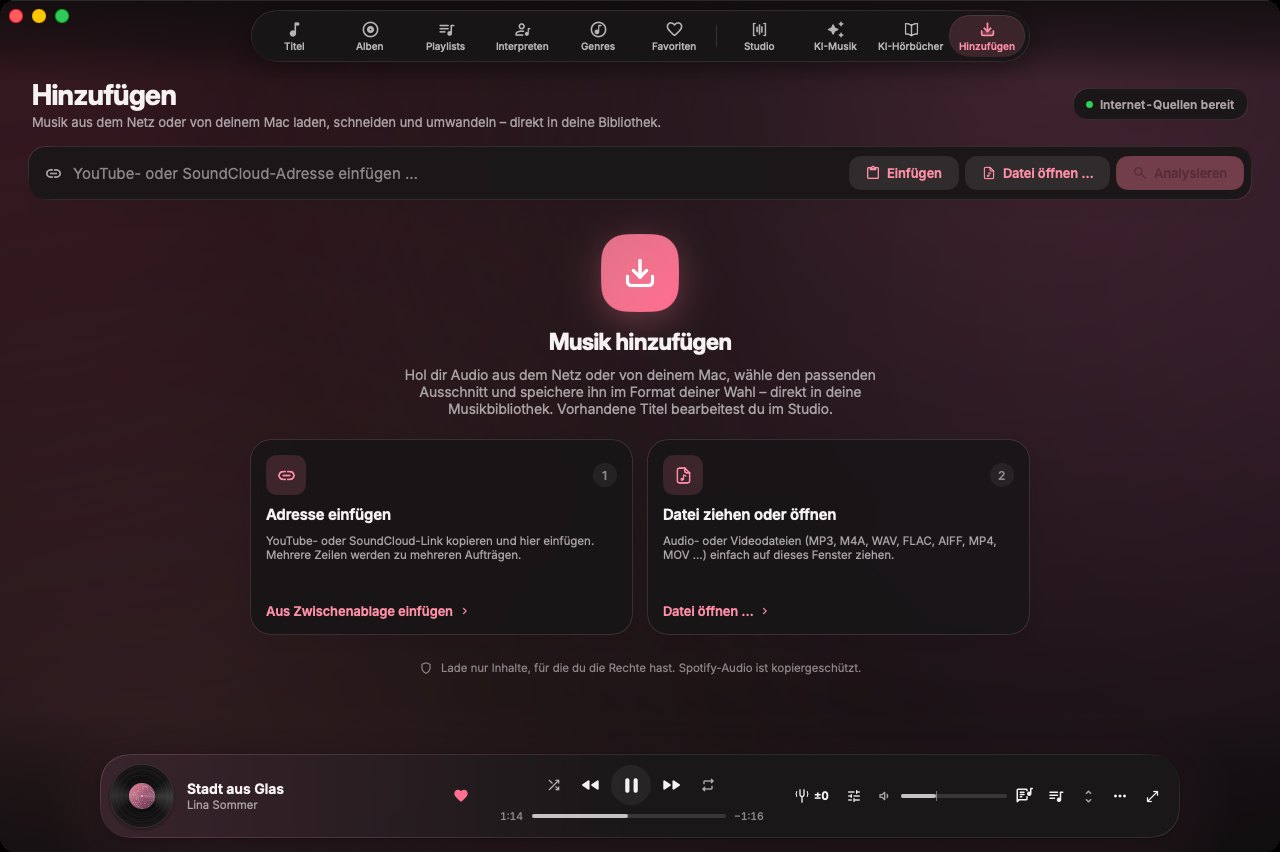 Titel
Alben
Playlists
Interpreten
Genres
Favoriten
Studio
KI-Musik
KI-Hörbücher
Hinzufügen
Hinzufügen
Musik aus dem Netz oder von deinem Mac laden, schneiden und umwandeln – direkt in deine Bibliothek.
Internet-Quellen bereit
YouTube- oder SoundCloud-Adresse einfügen ...
Einfügen
Datei öffnen ...
Analysieren
Musik hinzufügen
Hol dir Audio aus dem Netz oder von deinem Mac, wähle den passenden
Ausschnitt und speichere ihn im Format deiner Wahl – direkt in deine
Musikbibliothek. Vorhandene Titel bearbeitest du im Studio.
1
Adresse einfügen
YouTube- oder SoundCloud-Link kopieren und hier einfügen.
Mehrere Zeilen werden zu mehreren Aufträgen.
Aus Zwischenablage einfügen
2
Datei ziehen oder öffnen
Audio- oder Videodateien (MP3, M4A, WAV, FLAC, AIFF, MP4,
MOV ...) einfach auf dieses Fenster ziehen.
Datei öffnen ...
Lade nur Inhalte, für die du die Rechte hast. Spotify-Audio ist kopiergeschützt.
Stadt aus Glas
Lina Sommer
1:14
−1:16
±0